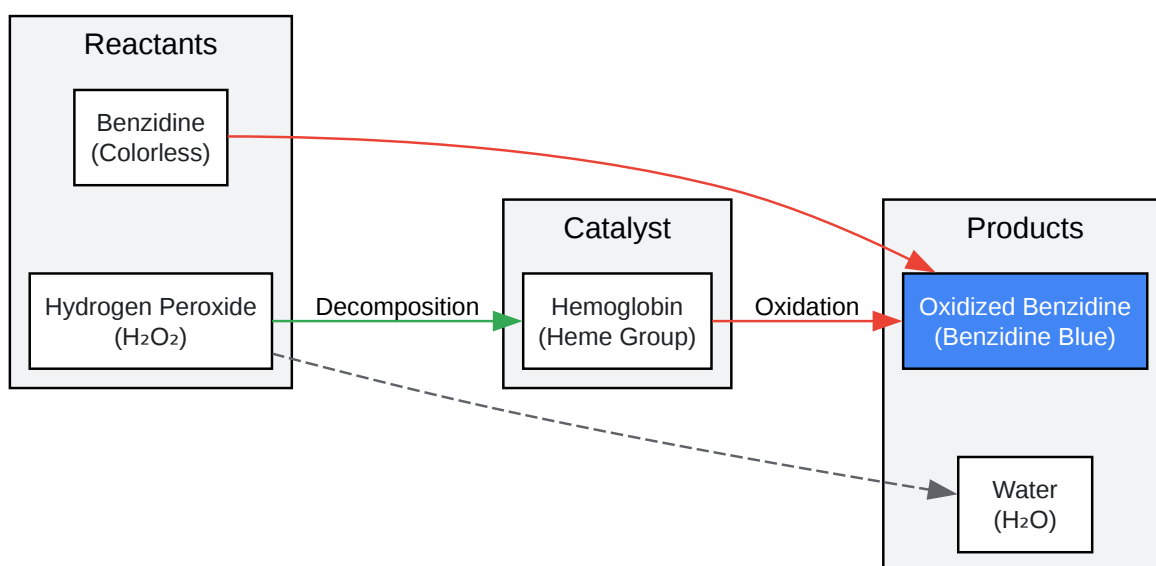 Reactants
Benzidine
(Colorless)
Hydrogen Peroxide
(H₂O₂)
Decomposition
Catalyst
Hemoglobin
(Heme Group)
Oxidation
Products
Oxidized Benzidine
(Benzidine Blue)
Water
(H₂O)